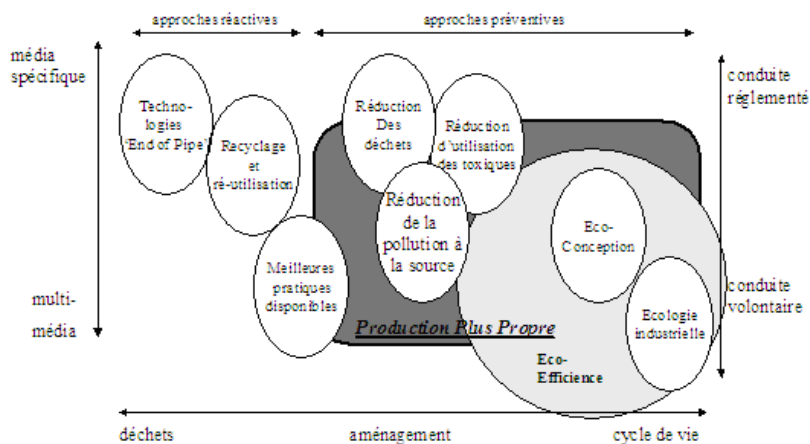 approches réactives
approches préventives
média
spécifique
conduite
réglementé
Techno-
logies
'End of Pipe'
Recyclage
et
ré-utilisation
Réduction
Des
déchets
Réduction
d'utilisation
des toxiques
Réduction
de la
pollution à
la source
Eco-
Conception
Meilleures
pratiques
disponibles
multi-
média
conduite
volontaire
Ecologie
industrielle
Production Plus Propre
Eco-
Efficience
déchets
aménagement
cycle de vie